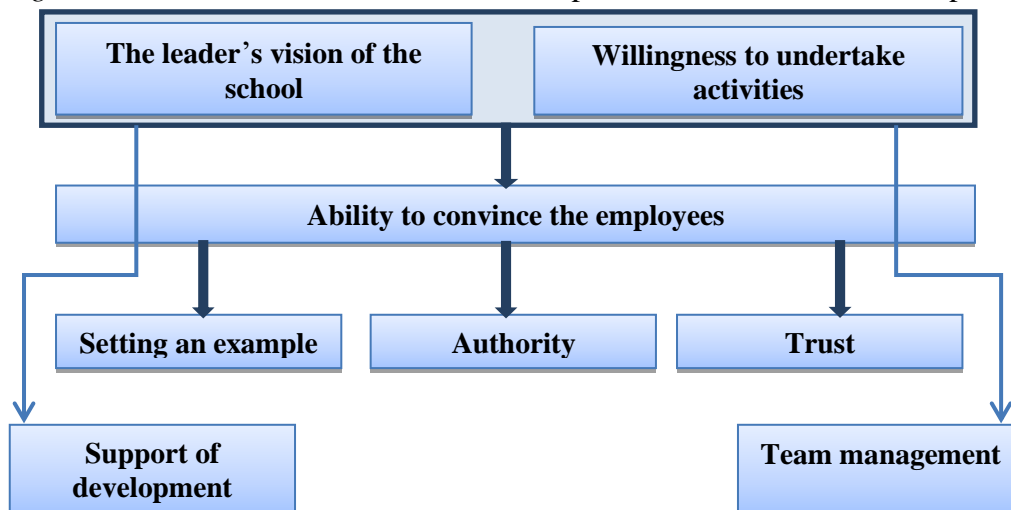 The leader’s vision of the
school
Willingness to undertake
activities
Ability to convince the employees
Setting an example
Authority
Trust
Support of
development
Team management